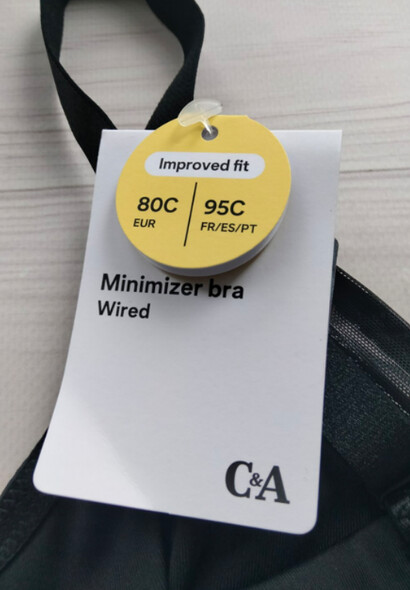 Improved fit
80C 95C
EUR FR/ES/PT
Minimizer bra
Wired
C&A